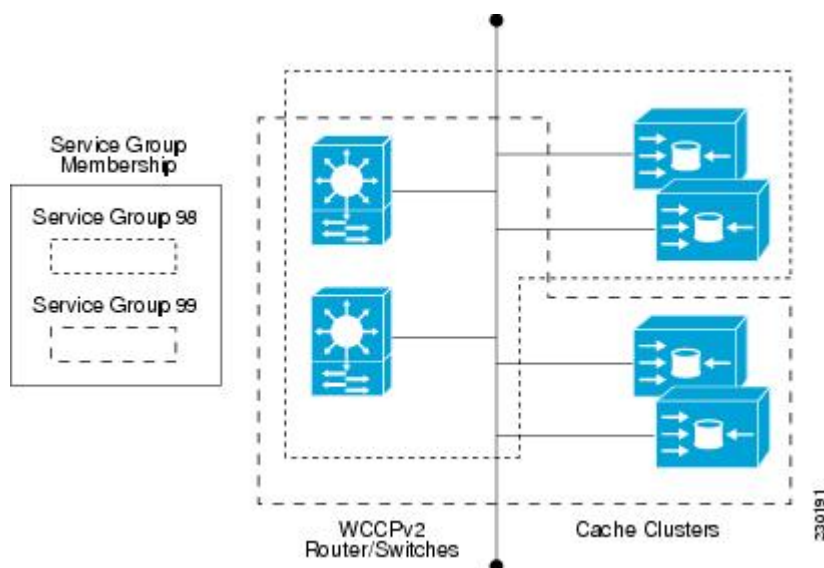 Service Group
Membership
Service Group 98
Service Group 99
WCCPv2
Router/Switches
Cache Clusters
230191